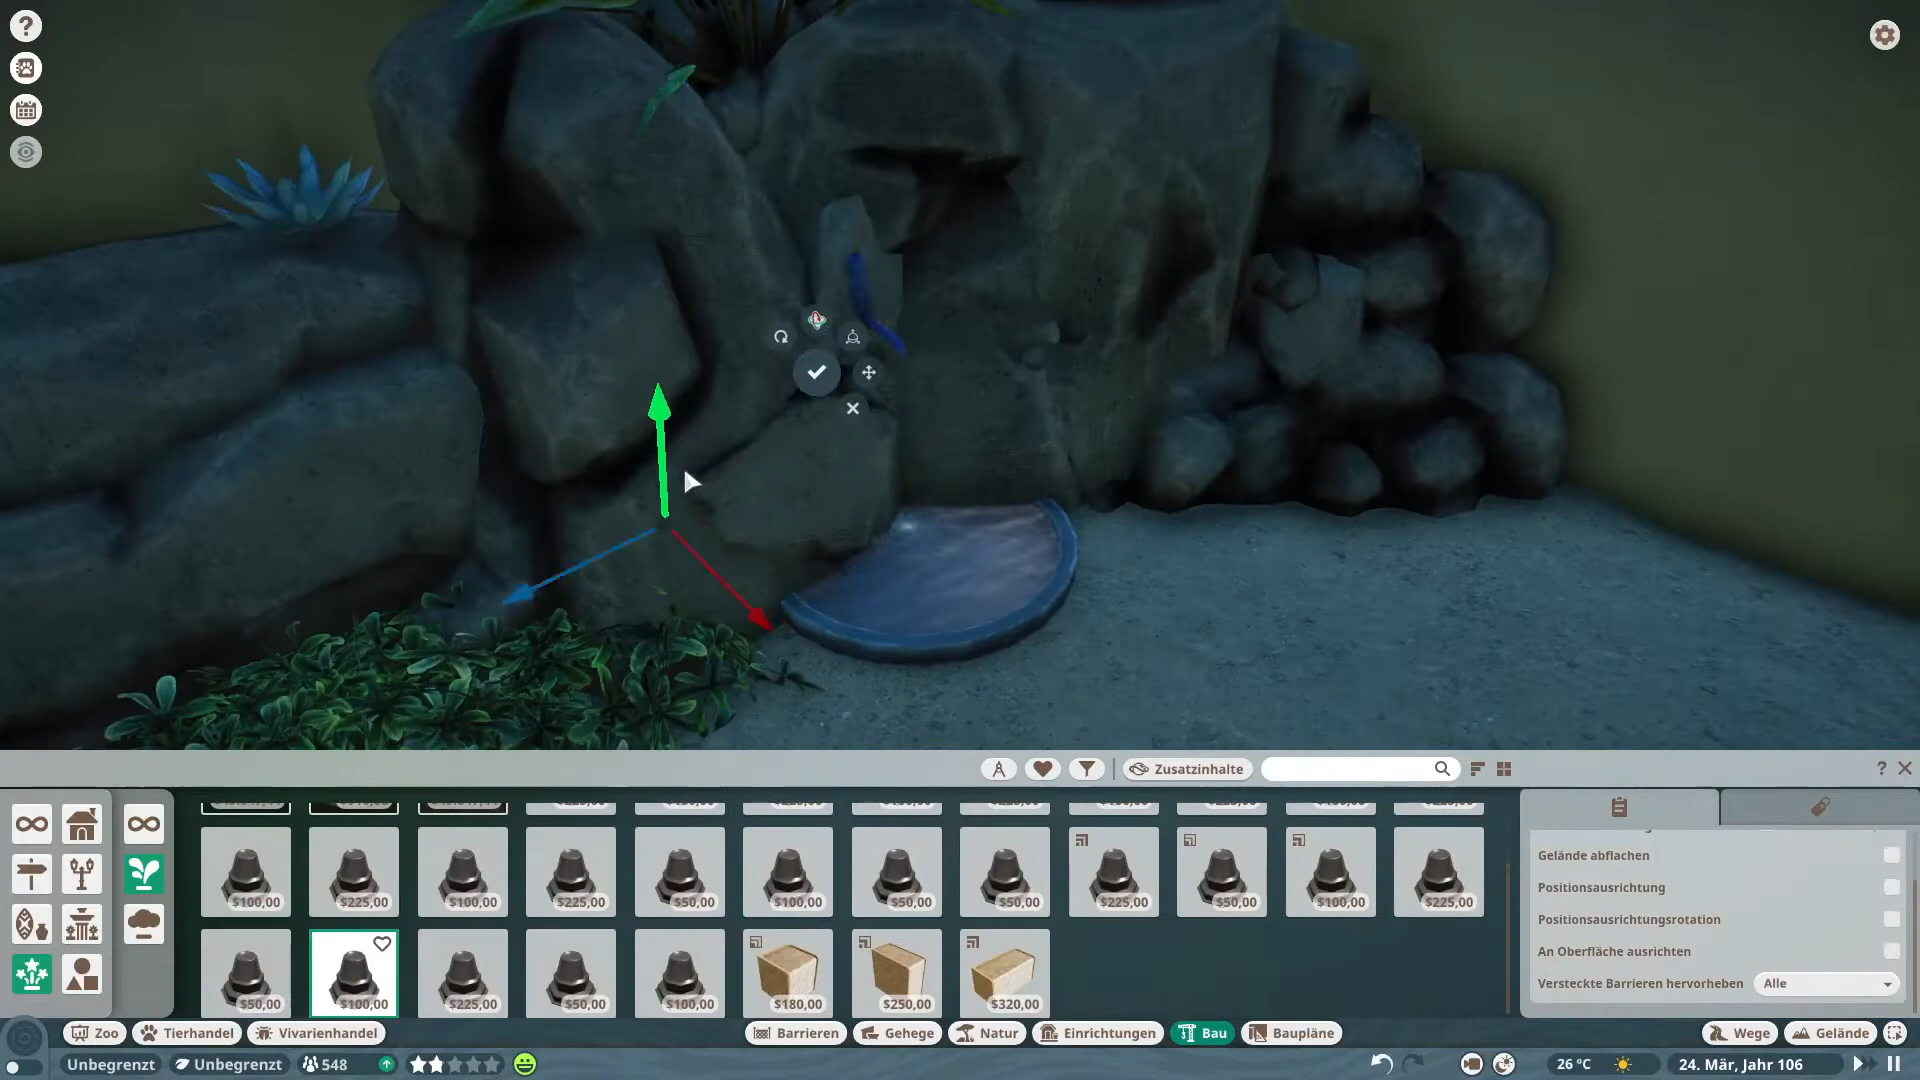 Zusatzinhalte
$100,00 $225,00 $100,00 $225,00 $50,00 $100,00 $50,00 $50,00 $225,00 $50,00 $100,00 $225,00
$50,00 $100,00 $225,00 $50,00 $100,00 $180,00 $250,00 $320,00
Gelände abflachen
Positionsausrichtung
Positionsausrichtungsrotation
An Oberfläche ausrichten
Versteckte Barrieren hervorheben Alle
Zoo Tierhandel Vivarienhandel Barrieren Gehege Natur Einrichtungen Bau Baupläne Wege Gelände
Unbegrenzt Unbegrenzt 548 26 °C 24. Mär, Jahr 106